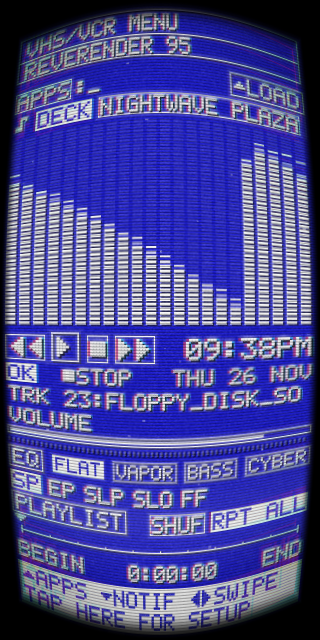 VHS/VCR MENU
REVERENDER 95
APPS:_ ▲LOAD
♪ DECK NIGHTWAVE PLAZA
◀◀ ▶ ■ ▶▶ 09:38PM
OK ■STOP THU 26 NOV
TRK 23:FLOPPY_DISK_SO
VOLUME
EQ FLAT VAPOR BASS CYBER
SP EP SLP SLO FF
PLAYLIST SHUF RPT ALL
BEGIN 0:00:00 END
▲APPS ▼NOTIF ◀▶SWIPE
TAP HERE FOR SETUP